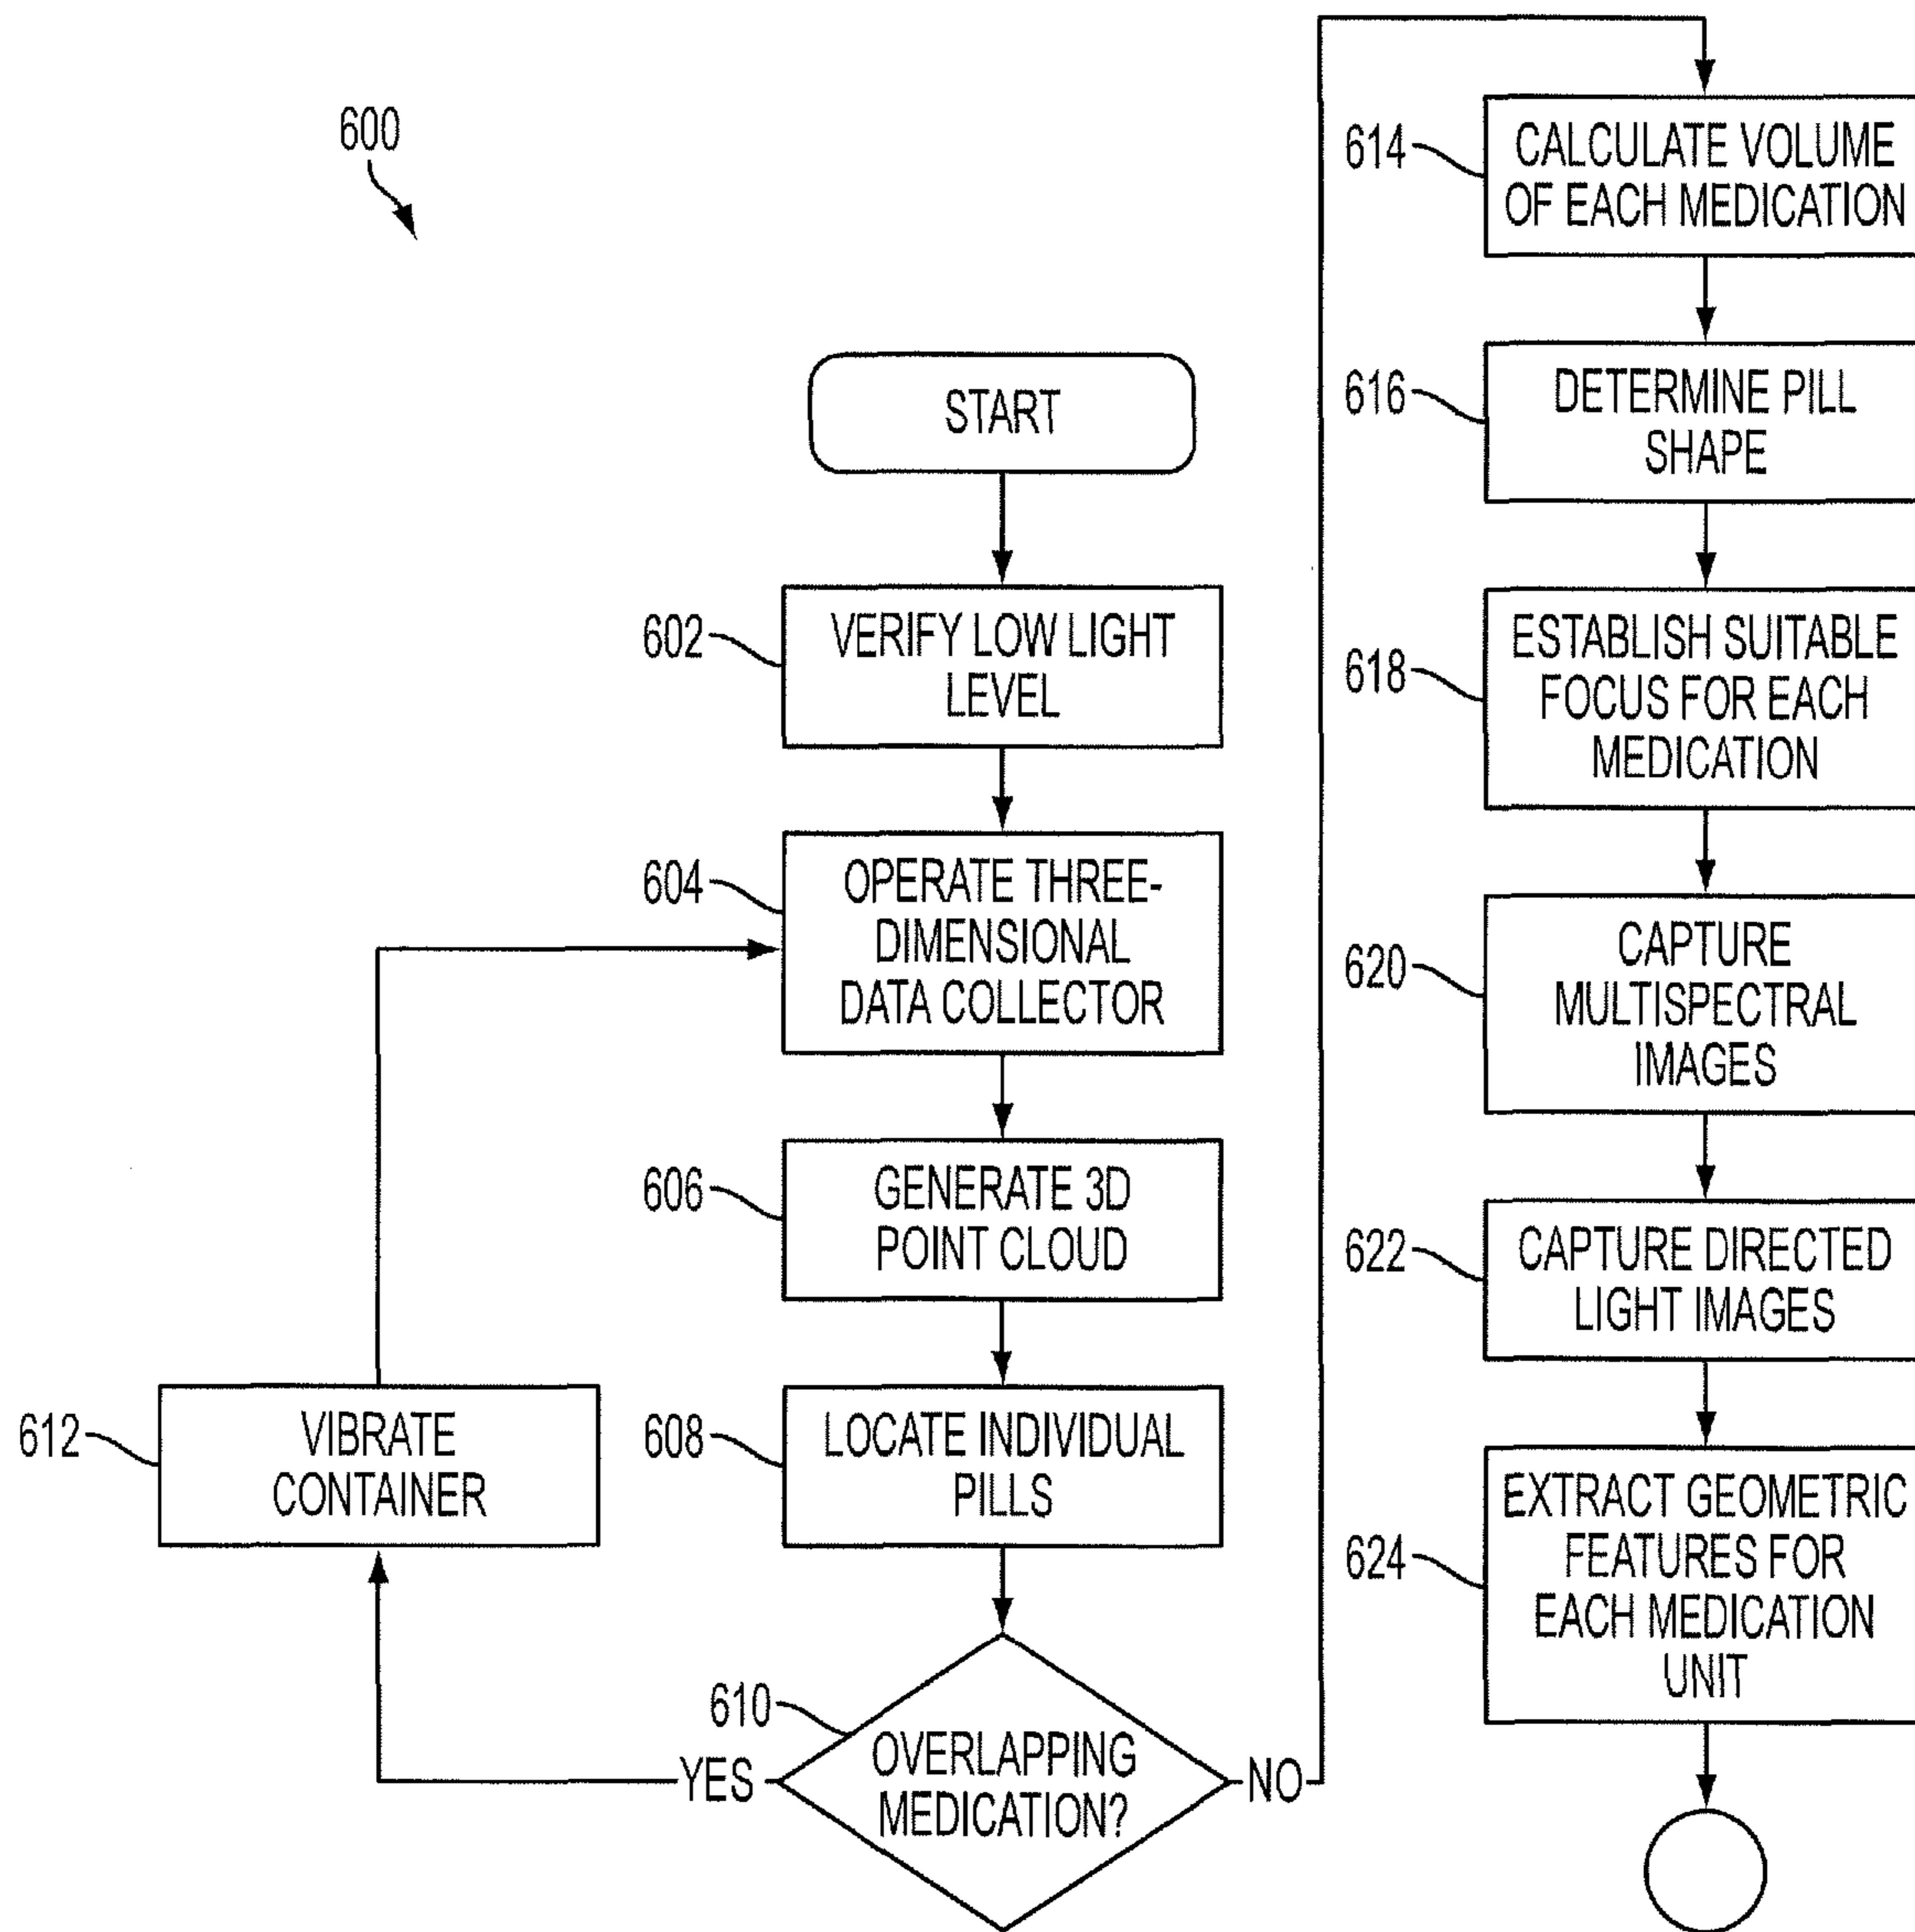 600
START
602
VERIFY LOW LIGHT
LEVEL
604
OPERATE THREE-
DIMENSIONAL
DATA COLLECTOR
606
GENERATE 3D
POINT CLOUD
608
LOCATE INDIVIDUAL
PILLS
610
OVERLAPPING
MEDICATION?
YES
NO
612
VIBRATE
CONTAINER
614
CALCULATE VOLUME
OF EACH MEDICATION
616
DETERMINE PILL
SHAPE
618
ESTABLISH SUITABLE
FOCUS FOR EACH
MEDICATION
620
CAPTURE
MULTISPECTRAL
IMAGES
622
CAPTURE DIRECTED
LIGHT IMAGES
624
EXTRACT GEOMETRIC
FEATURES FOR
EACH MEDICATION
UNIT